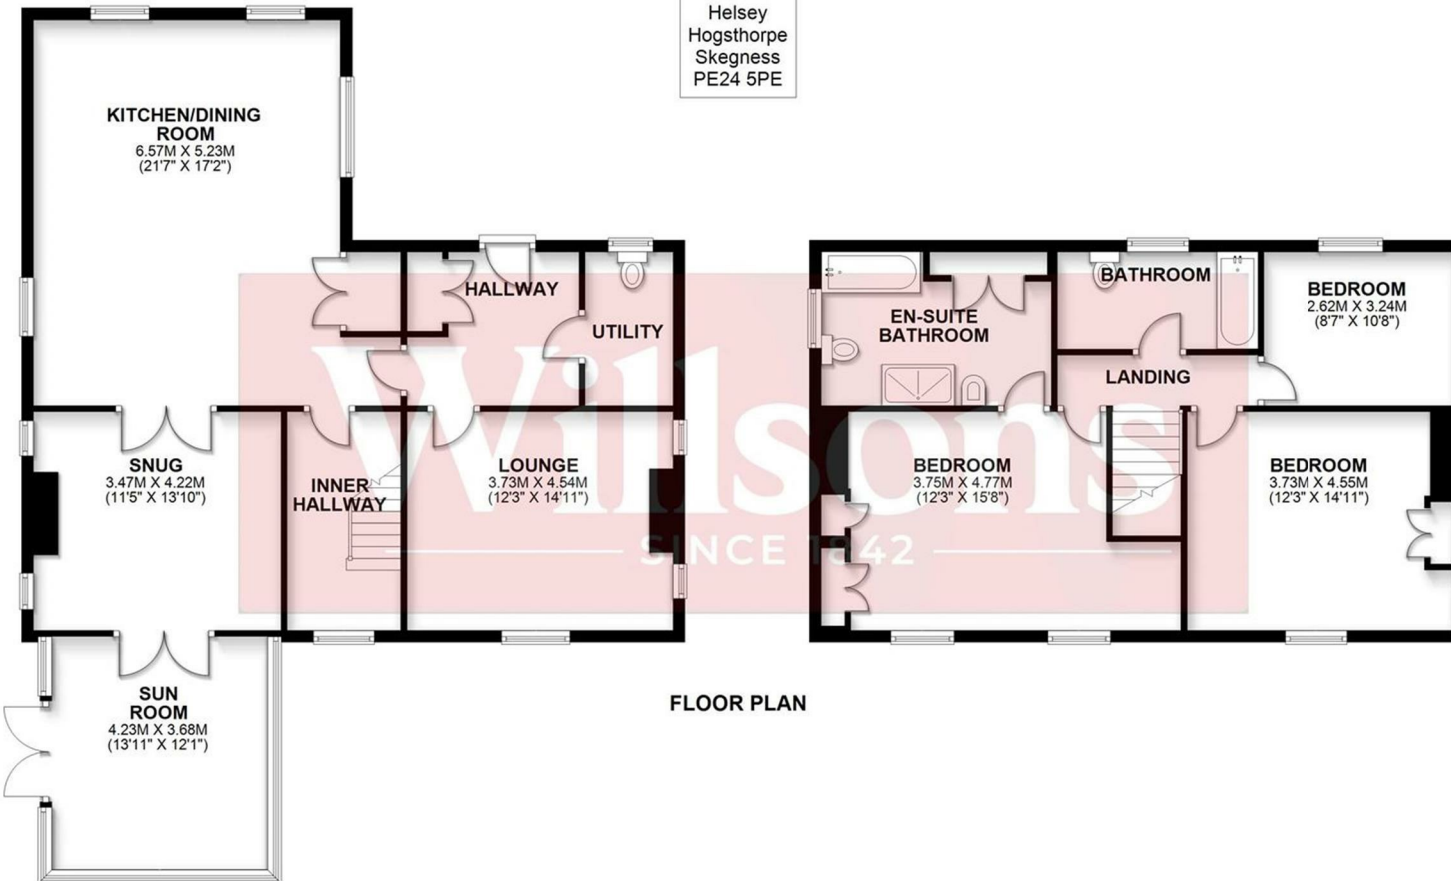 Helsey
Hogsthorpe
Skegness
PE24 5PE
KITCHEN/DINING
ROOM
6.57M X 5.23M
(21'7" X 17'2")
HALLWAY
UTILITY
SNUG
3.47M X 4.22M
(11'5" X 13'10")
INNER
HALLWAY
LOUNGE
3.73M X 4.54M
(12'3" X 14'11")
SUN
ROOM
4.23M X 3.68M
(13'11" X 12'1")
EN-SUITE
BATHROOM
BATHROOM
BEDROOM
2.62M X 3.24M
(8'7" X 10'8")
LANDING
BEDROOM
3.75M X 4.77M
(12'3" X 15'8")
BEDROOM
3.73M X 4.55M
(12'3" X 14'11")
Willsons
SINCE 1842
FLOOR PLAN